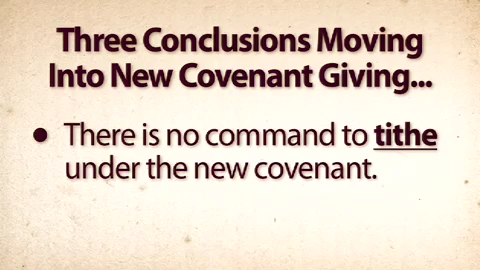 Three Conclusions Moving
Into New Covenant Giving...
● There is no command to tithe
under the new covenant.